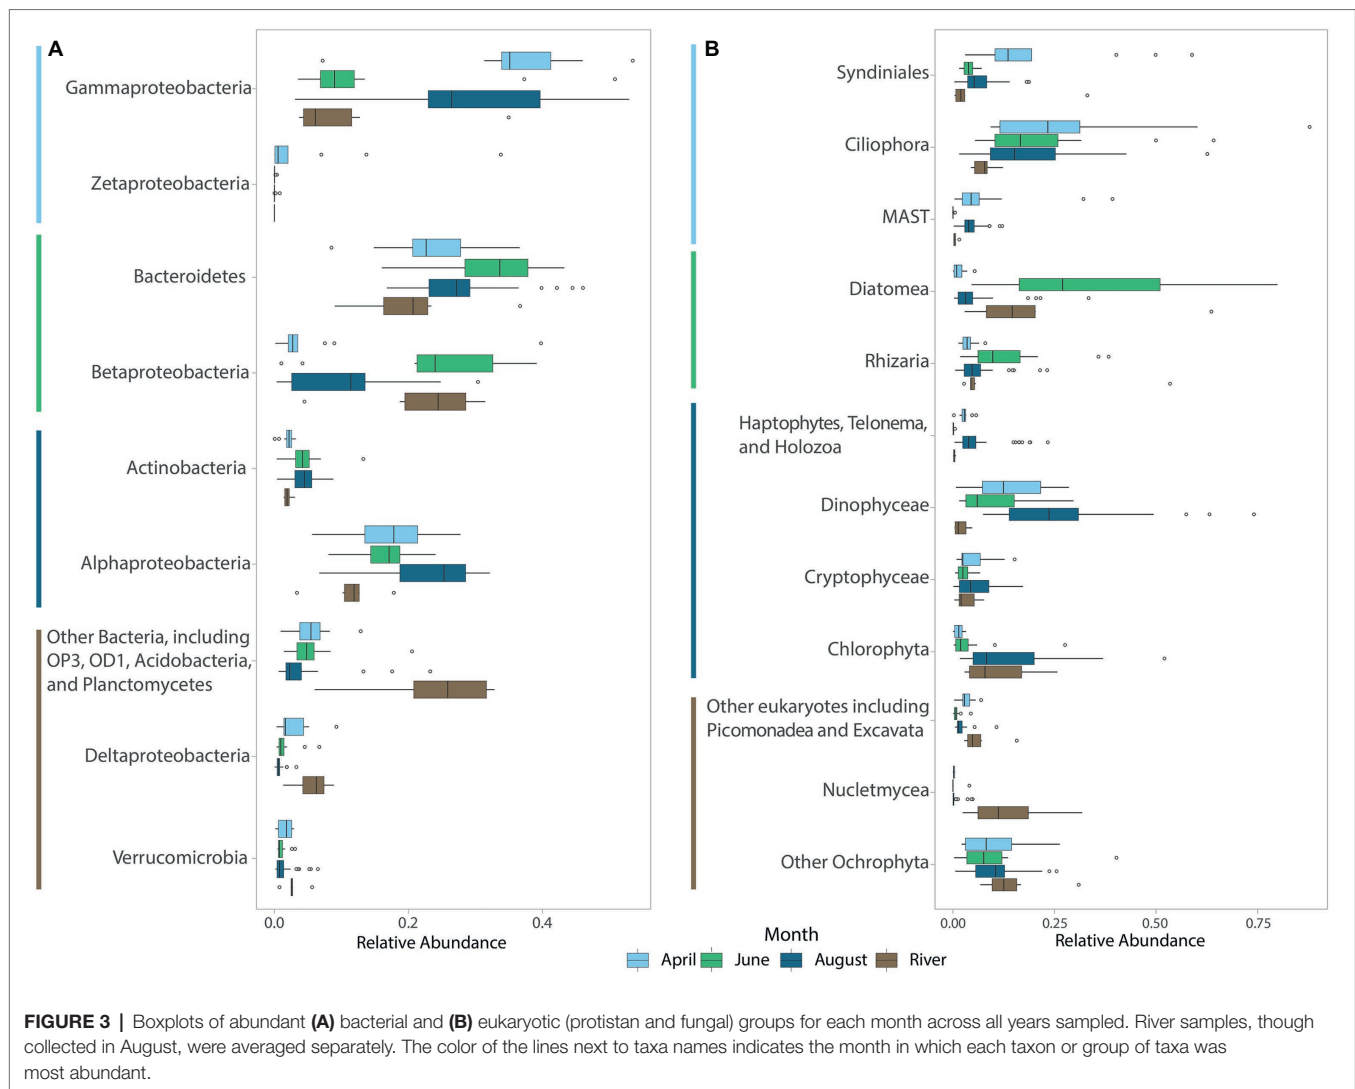 A
Gammaproteobacteria
Zetaproteobacteria
Bacteroidetes
Betaproteobacteria
Actinobacteria
Alphaproteobacteria
Other Bacteria, including
OP3, OD1, Acidobacteria,
and Planctomycetes
Deltaproteobacteria
Verrucomicrobia
0.0
0.2
0.4
Relative Abundance
B
Syndiniales
Ciliophora
MAST
Diatomea
Rhizaria
Haptophytes, Telonema,
and Holozoa
Dinophyceae
Cryptophyceae
Chlorophyta
Other eukaryotes including
Picomonadea and Excavata
Nucletmycea
Other Ochrophyta
0.00
0.25
0.50
0.75
Relative Abundance
Month
April
June
August
River
FIGURE 3 | Boxplots of abundant (A) bacterial and (B) eukaryotic (protistan and fungal) groups for each month across all years sampled. River samples, though
collected in August, were averaged separately. The color of the lines next to taxa names indicates the month in which each taxon or group of taxa was
most abundant.